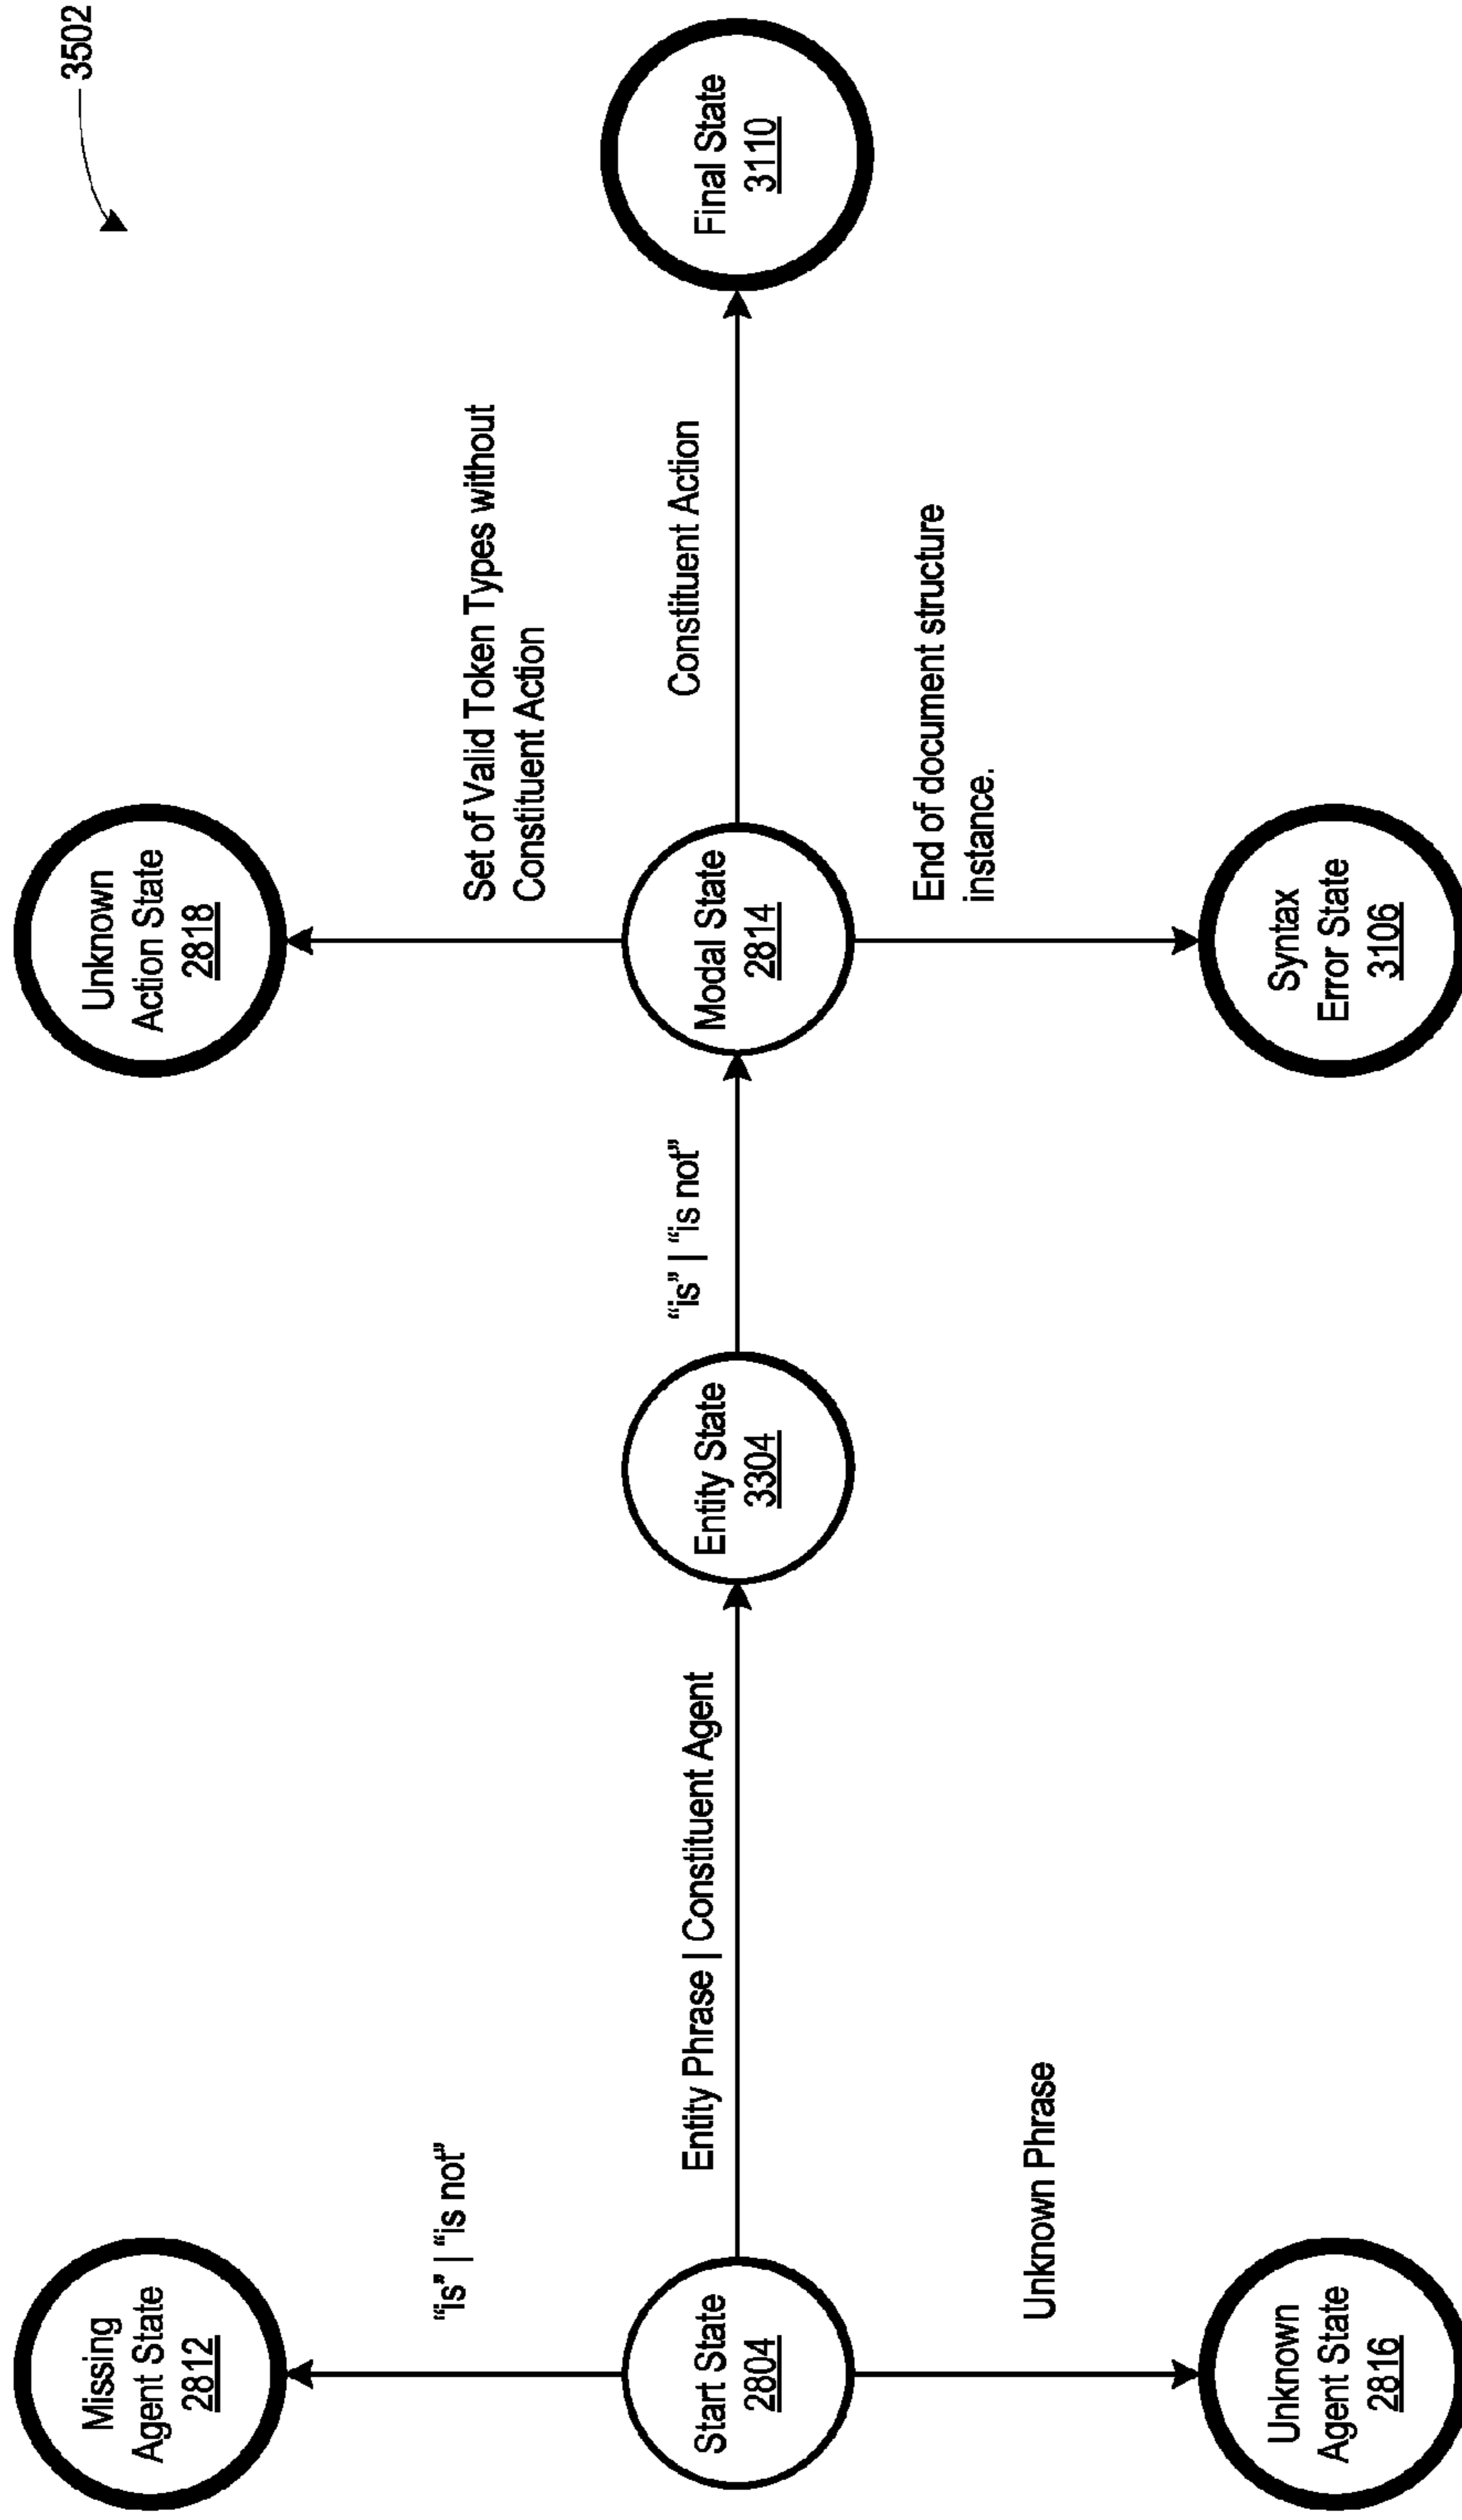 3502
Missing
Agent State
2812
Unknown
Action State
2818
“is” | “is not”
Set of Valid Token Types without
Constituent Action
Start State
2804
Entity Phrase | Constituent Agent
Entity State
3304
“is” | “is not”
Modal State
2814
Constituent Action
Final State
3110
Unknown Phrase
End of document structure
instance.
Unknown
Agent State
2816
Syntax
Error State
3106